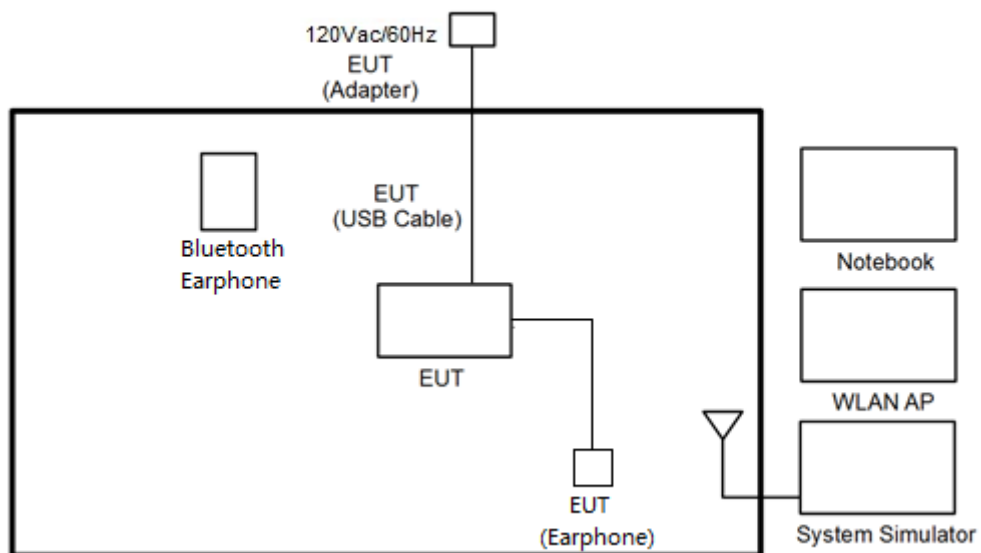 120Vac/60Hz
EUT
(Adapter)
EUT
(USB Cable)
Bluetooth
Earphone
Notebook
EUT
WLAN AP
EUT
(Earphone)
System Simulator